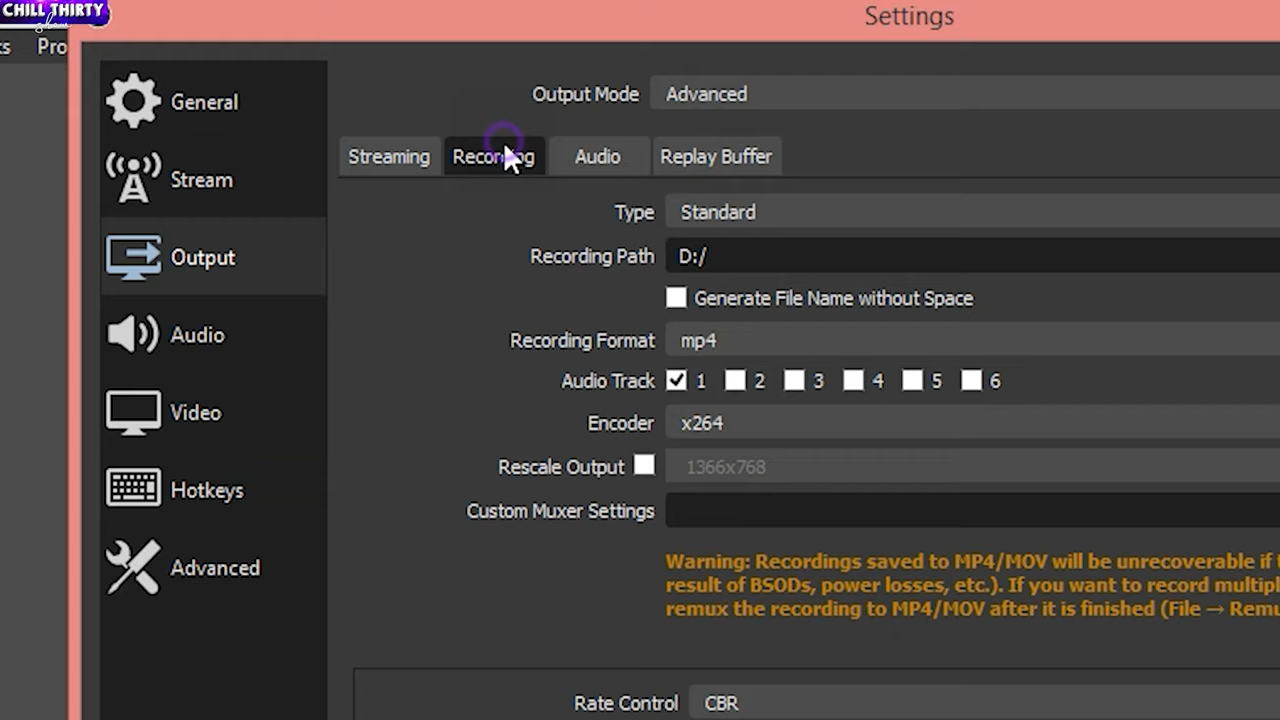 CHILL THIRTY
show
Settings
ts Pro
General
Stream
Output
Audio
Video
Hotkeys
Advanced
Output Mode Advanced
Streaming Recording Audio Replay Buffer
Type Standard
Recording Path D:/
Generate File Name without Space
Recording Format mp4
Audio Track 1 2 3 4 5 6
Encoder x264
Rescale Output 1366x768
Custom Muxer Settings
Warning: Recordings saved to MP4/MOV will be unrecoverable if t
result of BSODs, power losses, etc.). If you want to record multipl
remux the recording to MP4/MOV after it is finished (File → Remu
Rate Control CBR